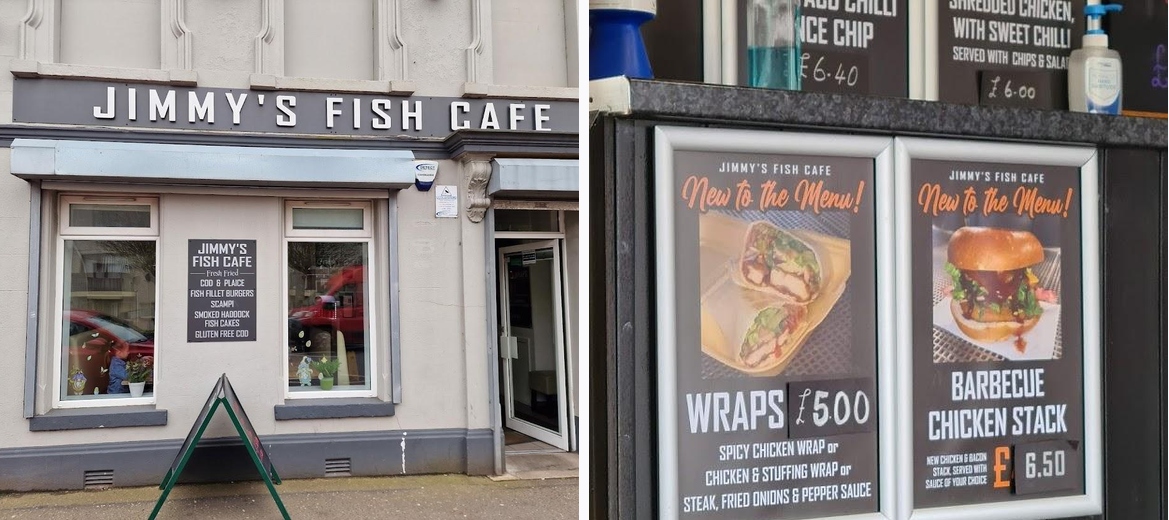 JIMMY'S FISH CAFE
JIMMY'S
FISH CAFE
Fresh Fried
COD & PLAICE
FISH FILLET BURGERS
SCAMPI
SMOKED HADDOCK
FISH CAKES
GLUTEN FREE COD
CHILLI
CHIP
£6.40
SHREDDED CHICKEN,
WITH SWEET CHILLI
SERVED WITH CHIPS & SALAD
£6.00
JIMMY'S FISH CAFE
New to the Menu!
WRAPS £5.00
SPICY CHICKEN WRAP or
CHICKEN & STUFFING WRAP or
STEAK, FRIED ONIONS & PEPPER SAUCE
JIMMY'S FISH CAFE
New to the Menu!
BARBECUE
CHICKEN STACK
NEW CHICKEN & BACON
STACK. SERVED WITH
SAUCE OF YOUR CHOICE
£ 6.50